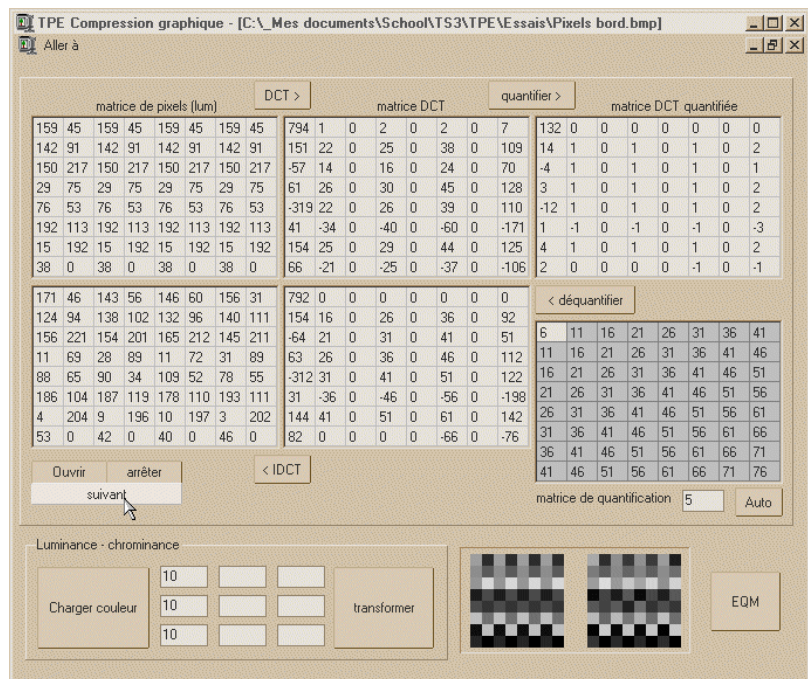 TPE Compression graphique - [C:\_Mes documents\School\TS3\TPE\Essais\Pixels bord.bmp]
Aller à
matrice de pixels (lum) DCT > matrice DCT quantifier > matrice DCT quantifiée
159 45 159 45 159 45 159 45 794 1 0 2 0 2 0 7 132 0 0 0 0 0 0 0
142 91 142 91 142 91 142 91 151 22 0 25 0 38 0 109 14 1 0 1 0 1 0 2
150 217 150 217 150 217 150 217 -57 14 0 16 0 24 0 70 -4 1 0 1 0 1 0 1
29 75 29 75 29 75 29 75 61 26 0 30 0 45 0 128 3 1 0 1 0 1 0 2
76 53 76 53 76 53 76 53 -319 22 0 26 0 39 0 110 -12 1 0 1 0 1 0 2
192 113 192 113 192 113 192 113 41 -34 0 -40 0 -60 0 -171 1 -1 0 -1 0 -1 0 -3
15 192 15 192 15 192 15 192 154 25 0 29 0 44 0 125 4 1 0 1 0 1 0 2
38 0 38 0 38 0 38 0 66 -21 0 -25 0 -37 0 -106 2 0 0 0 0 -1 0 -1
< déquantifier
171 46 143 56 146 60 156 31 792 0 0 0 0 0 0 0
124 94 138 102 132 96 140 111 154 16 0 26 0 36 0 92
156 221 154 201 165 212 145 211 -64 21 0 31 0 41 0 51
11 69 28 89 11 72 31 89 63 26 0 36 0 46 0 112
88 65 90 34 109 52 78 55 -312 31 0 41 0 51 0 122
186 104 187 119 178 110 193 111 31 -36 0 -46 0 -56 0 -198
4 204 9 196 10 197 3 202 144 41 0 51 0 61 0 142
53 0 42 0 40 0 46 0 82 0 0 0 0 -66 0 -76
6 11 16 21 26 31 36 41
11 16 21 26 31 36 41 46
16 21 26 31 36 41 46 51
21 26 31 36 41 46 51 56
26 31 36 41 46 51 56 61
31 36 41 46 51 56 61 66
36 41 46 51 56 61 66 71
41 46 51 56 61 66 71 76
Ouvrir arrêter < IDCT
suivant
matrice de quantification 5 Auto
Luminance - chrominance
Charger couleur
10
10
10
transformer
EQM